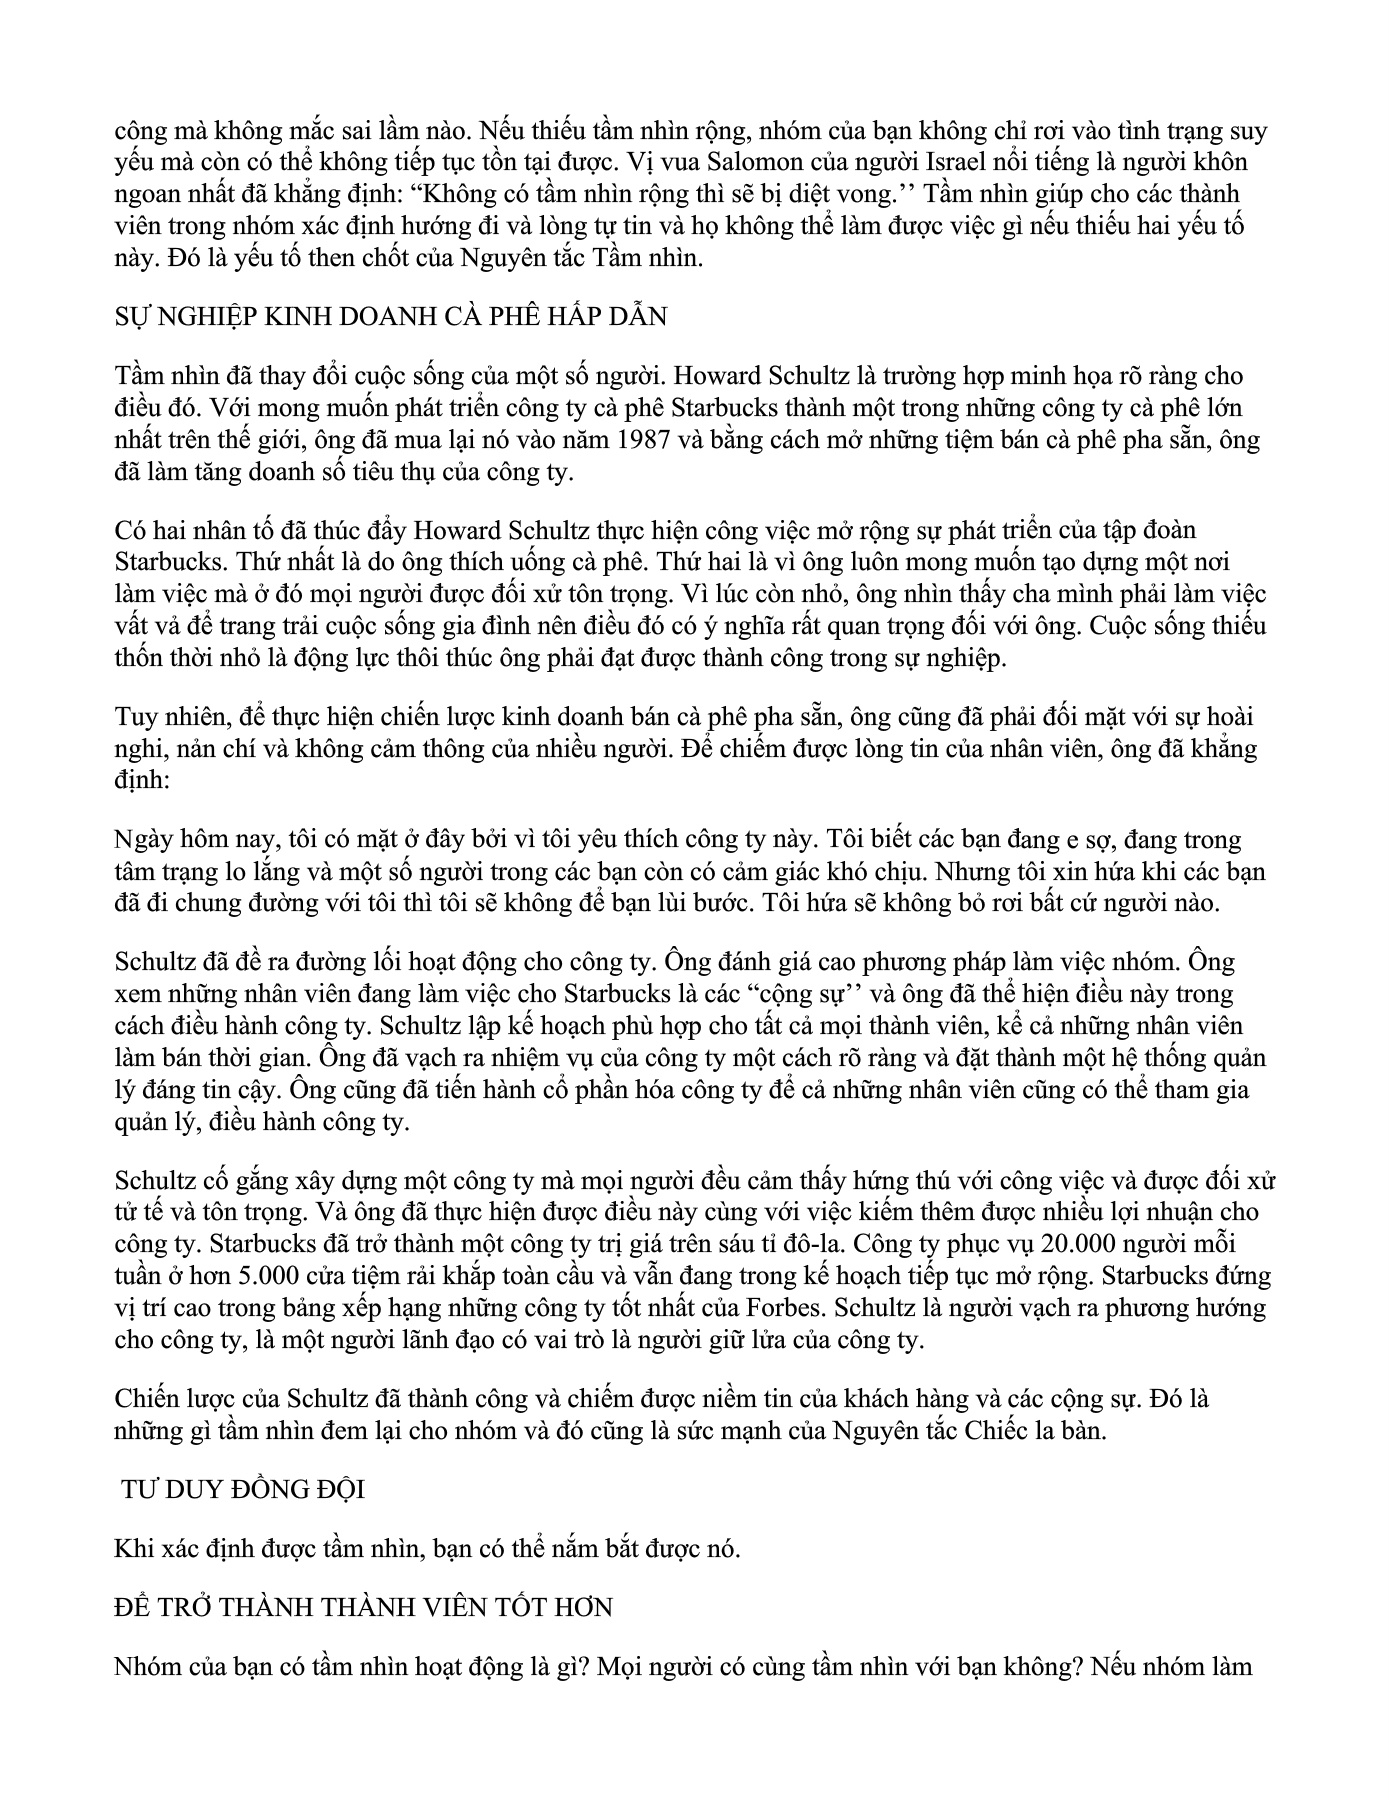 công mà không mắc sai lầm nào. Nếu thiếu tầm nhìn rộng, nhóm của bạn không chỉ rơi vào tình trạng suy
yếu mà còn có thể không tiếp tục tồn tại được. Vị vua Salomon của người Israel nổi tiếng là người khôn
ngoan nhất đã khẳng định: “Không có tầm nhìn rộng thì sẽ bị diệt vong.’’ Tầm nhìn giúp cho các thành
viên trong nhóm xác định hướng đi và lòng tự tin và họ không thể làm được việc gì nếu thiếu hai yếu tố
này. Đó là yếu tố then chốt của Nguyên tắc Tầm nhìn.
SỰ NGHIỆP KINH DOANH CÀ PHÊ HẤP DẪN
Tầm nhìn đã thay đổi cuộc sống của một số người. Howard Schultz là trường hợp minh họa rõ ràng cho
điều đó. Với mong muốn phát triển công ty cà phê Starbucks thành một trong những công ty cà phê lớn
nhất trên thế giới, ông đã mua lại nó vào năm 1987 và bằng cách mở những tiệm bán cà phê pha sẵn, ông
đã làm tăng doanh số tiêu thụ của công ty.
Có hai nhân tố đã thúc đẩy Howard Schultz thực hiện công việc mở rộng sự phát triển của tập đoàn
Starbucks. Thứ nhất là do ông thích uống cà phê. Thứ hai là vì ông luôn mong muốn tạo dựng một nơi
làm việc mà ở đó mọi người được đối xử tôn trọng. Vì lúc còn nhỏ, ông nhìn thấy cha mình phải làm việc
vất vả để trang trải cuộc sống gia đình nên điều đó có ý nghĩa rất quan trọng đối với ông. Cuộc sống thiếu
thốn thời nhỏ là động lực thôi thúc ông phải đạt được thành công trong sự nghiệp.
Tuy nhiên, để thực hiện chiến lược kinh doanh bán cà phê pha sẵn, ông cũng đã phải đối mặt với sự hoài
nghi, nản chí và không cảm thông của nhiều người. Để chiếm được lòng tin của nhân viên, ông đã khẳng
định:
Ngày hôm nay, tôi có mặt ở đây bởi vì tôi yêu thích công ty này. Tôi biết các bạn đang e sợ, đang trong
tâm trạng lo lắng và một số người trong các bạn còn có cảm giác khó chịu. Nhưng tôi xin hứa khi các bạn
đã đi chung đường với tôi thì tôi sẽ không để bạn lùi bước. Tôi hứa sẽ không bỏ rơi bất cứ người nào.
Schultz đã đề ra đường lối hoạt động cho công ty. Ông đánh giá cao phương pháp làm việc nhóm. Ông
xem những nhân viên đang làm việc cho Starbucks là các “cộng sự’’ và ông đã thể hiện điều này trong
cách điều hành công ty. Schultz lập kế hoạch phù hợp cho tất cả mọi thành viên, kể cả những nhân viên
làm bán thời gian. Ông đã vạch ra nhiệm vụ của công ty một cách rõ ràng và đặt thành một hệ thống quản
lý đáng tin cậy. Ông cũng đã tiến hành cổ phần hóa công ty để cả những nhân viên cũng có thể tham gia
quản lý, điều hành công ty.
Schultz cố gắng xây dựng một công ty mà mọi người đều cảm thấy hứng thú với công việc và được đối xử
tử tế và tôn trọng. Và ông đã thực hiện được điều này cùng với việc kiếm thêm được nhiều lợi nhuận cho
công ty. Starbucks đã trở thành một công ty trị giá trên sáu tỉ đô-la. Công ty phục vụ 20.000 người mỗi
tuần ở hơn 5.000 cửa tiệm rải khắp toàn cầu và vẫn đang trong kế hoạch tiếp tục mở rộng. Starbucks đứng
vị trí cao trong bảng xếp hạng những công ty tốt nhất của Forbes. Schultz là người vạch ra phương hướng
cho công ty, là một người lãnh đạo có vai trò là người giữ lửa của công ty.
Chiến lược của Schultz đã thành công và chiếm được niềm tin của khách hàng và các cộng sự. Đó là
những gì tầm nhìn đem lại cho nhóm và đó cũng là sức mạnh của Nguyên tắc Chiếc la bàn.
TƯ DUY ĐỒNG ĐỘI
Khi xác định được tầm nhìn, bạn có thể nắm bắt được nó.
ĐỂ TRỞ THÀNH THÀNH VIÊN TỐT HƠN
Nhóm của bạn có tầm nhìn hoạt động là gì? Mọi người có cùng tầm nhìn với bạn không? Nếu nhóm làm